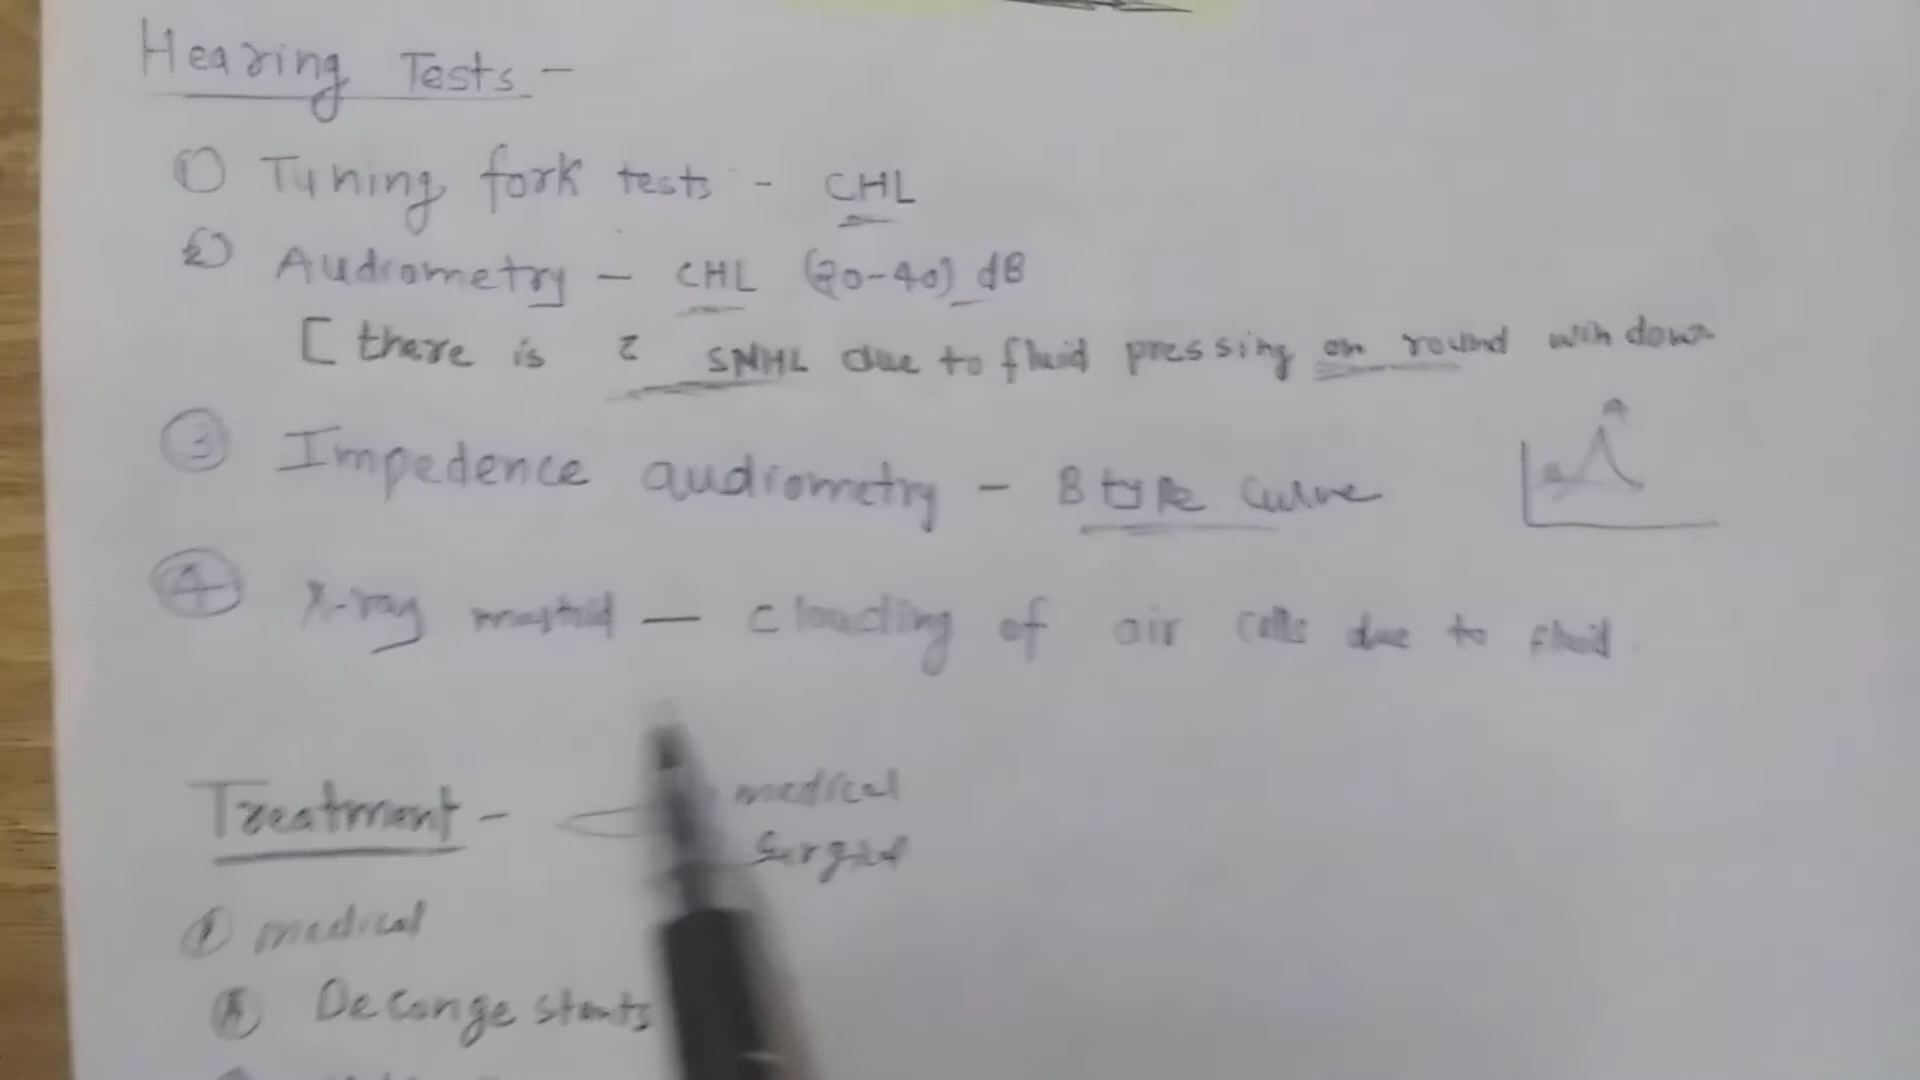 Hearing Tests -
① Tuning fork tests - CHL
② Audiometry - CHL (20-40) dB
[ there is SNHL due to fluid pressing on round window
③ Impedence audiometry - B type Curve
④ X-ray mastoid - clouding of air cells due to fluid
Treatment - medical
Surgical
① medical
Decongestants